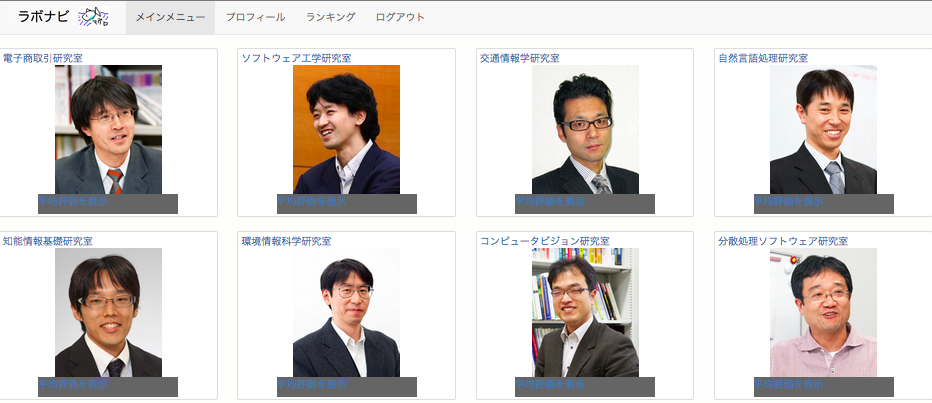 ラボナビ メインメニュー プロフィール ランキング ログアウト
電子商取引研究室 ソフトウェア工学研究室 交通情報学研究室 自然言語処理研究室
平均評価を表示 平均評価を表示 平均評価を表示 平均評価を表示
知能情報基礎研究室 環境情報科学研究室 コンピュータビジョン研究室 分散処理ソフトウェア研究室
平均評価を表示 平均評価を表示 平均評価を表示 平均評価を表示